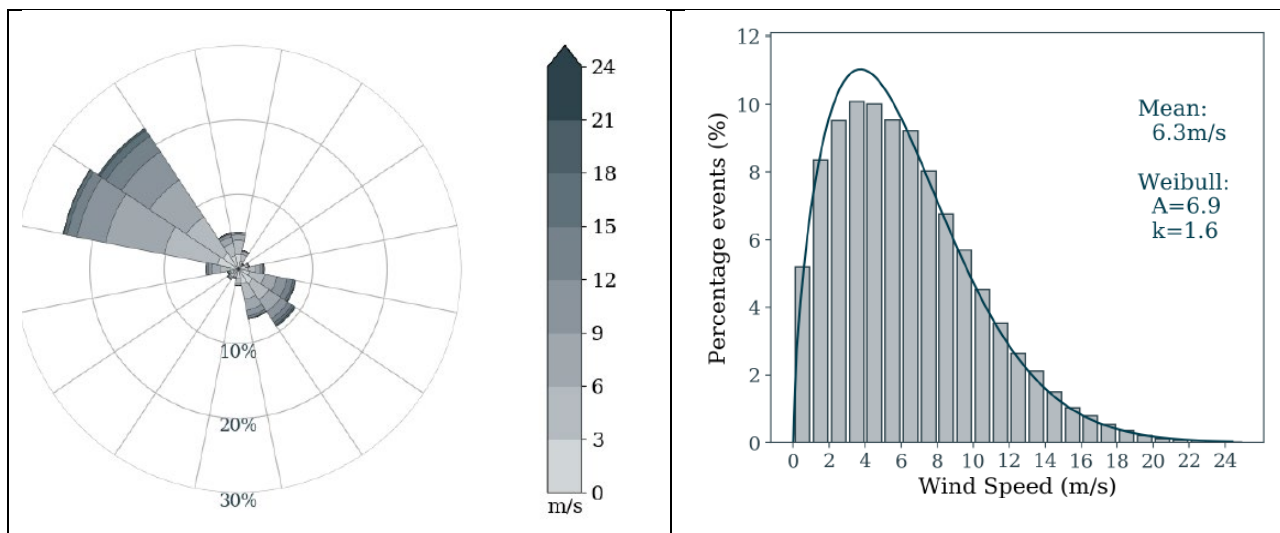 10%
20%
30%
24
21
18
15
12
9
6
3
0
m/s
12
10
8
6
4
2
0
Percentage events (%)
Mean:
6.3m/s
Weibull:
A=6.9
k=1.6
0 2 4 6 8 10 12 14 16 18 20 22 24
Wind Speed (m/s)